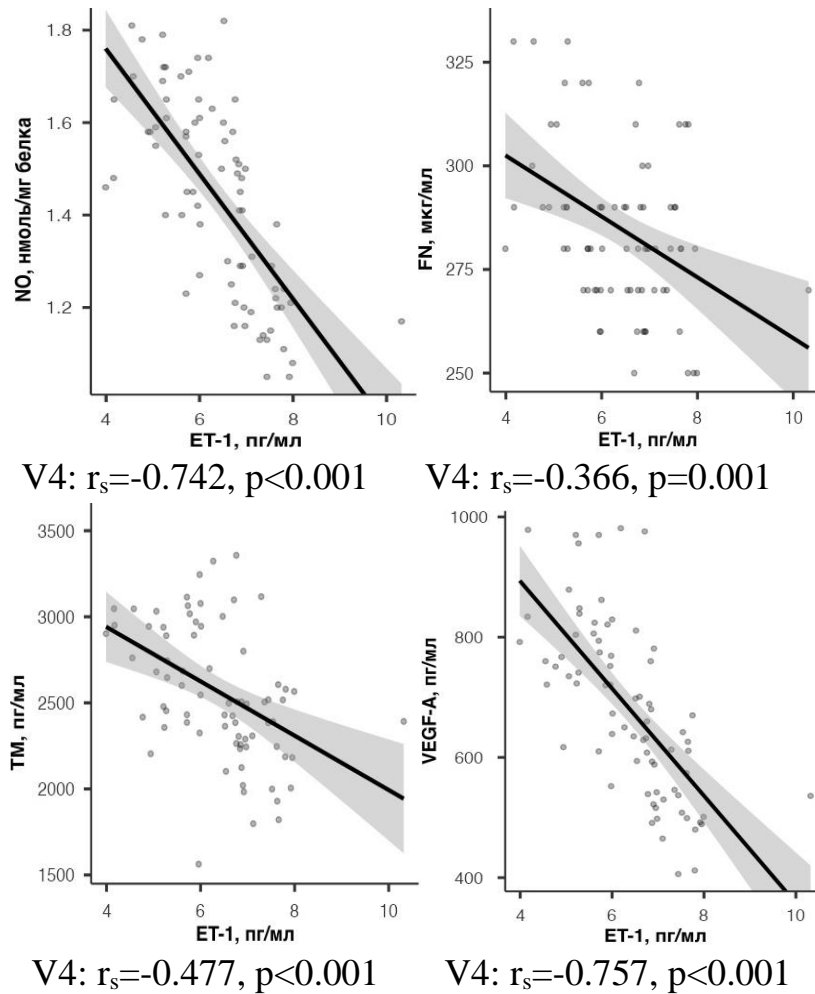 1.8
1.6
1.4
1.2
NO, нмоль/мг белка
4 6 8 10
ET-1, пг/мл
V4: rₛ=-0.742, p<0.001
325
300
275
250
FN, мкг/мл
4 6 8 10
ET-1, пг/мл
V4: rₛ=-0.366, p=0.001
3500
3000
2500
2000
1500
TM, пг/мл
4 6 8 10
ET-1, пг/мл
V4: rₛ=-0.477, p<0.001
1000
800
600
400
VEGF-A, пг/мл
4 6 8 10
ET-1, пг/мл
V4: rₛ=-0.757, p<0.001